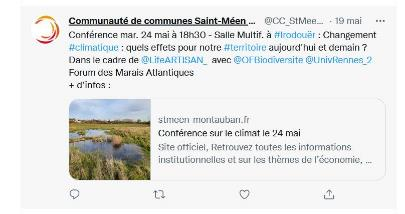 Communauté de communes Saint-Méen ... @CC_StMee... · 19 mai ...
Conférence mar. 24 mai à 18h30 - Salle Multif. à #Irodouër : Changement
#climatique : quels effets pour notre #territoire aujourd'hui et demain ?
Dans le cadre de @LifeARTISAN_ avec @OFBiodiversite @UnivRennes_2
Forum des Marais Atlantiques
+ d'infos :
stmeen-montauban.fr
Conférence sur le climat le 24 mai
Site officiel, Retrouvez toutes les informations
institutionnelles et sur les thèmes de l'économie, ...